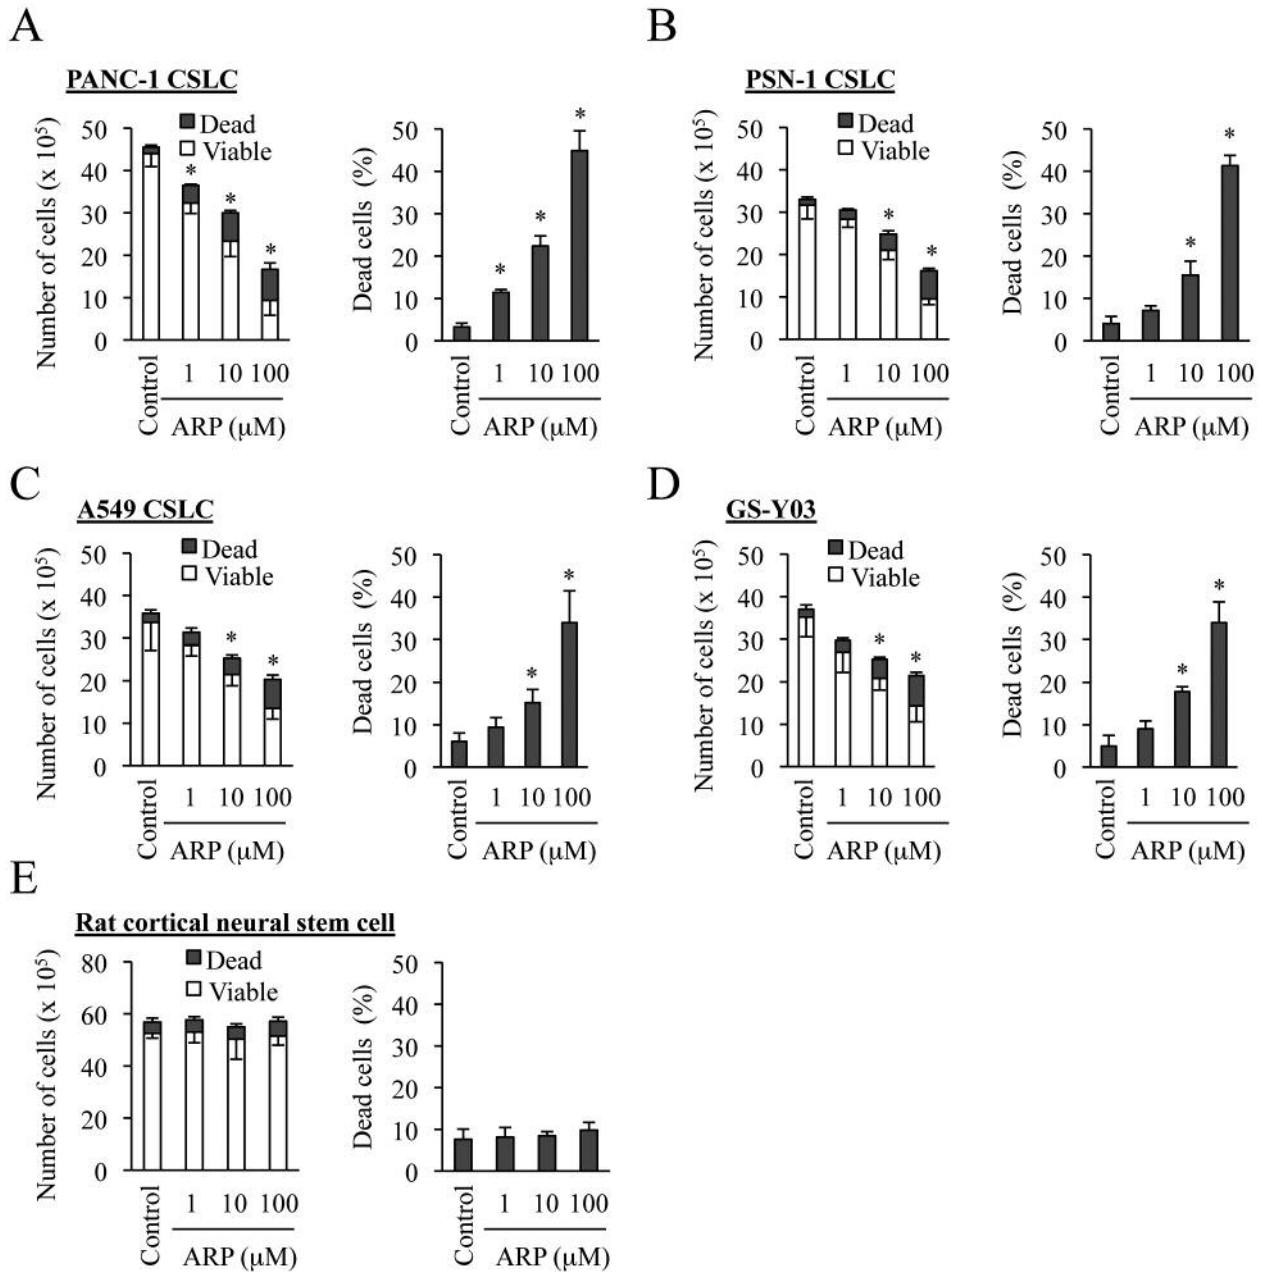 A
B
PANC-1 CSLC
PSN-1 CSLC
Number of cells (x 10⁵)
50
40
30
20
10
0
Dead
Viable
*
*
*
Control
1
10
100
ARP (μM)
Dead cells (%)
50
40
30
20
10
0
*
*
*
Control
1
10
100
ARP (μM)
Number of cells (x 10⁵)
50
40
30
20
10
0
Dead
Viable
*
*
Control
1
10
100
ARP (μM)
Dead cells (%)
50
40
30
20
10
0
*
*
Control
1
10
100
ARP (μM)
C
D
A549 CSLC
GS-Y03
Number of cells (x 10⁵)
50
40
30
20
10
0
Dead
Viable
*
*
Control
1
10
100
ARP (μM)
Dead cells (%)
50
40
30
20
10
0
*
*
Control
1
10
100
ARP (μM)
Number of cells (x 10⁵)
50
40
30
20
10
0
Dead
Viable
*
*
Control
1
10
100
ARP (μM)
Dead cells (%)
50
40
30
20
10
0
*
*
Control
1
10
100
ARP (μM)
E
Rat cortical neural stem cell
Number of cells (x 10⁵)
80
60
40
20
0
Dead
Viable
Control
1
10
100
ARP (μM)
Dead cells (%)
50
40
30
20
10
0
Control
1
10
100
ARP (μM)